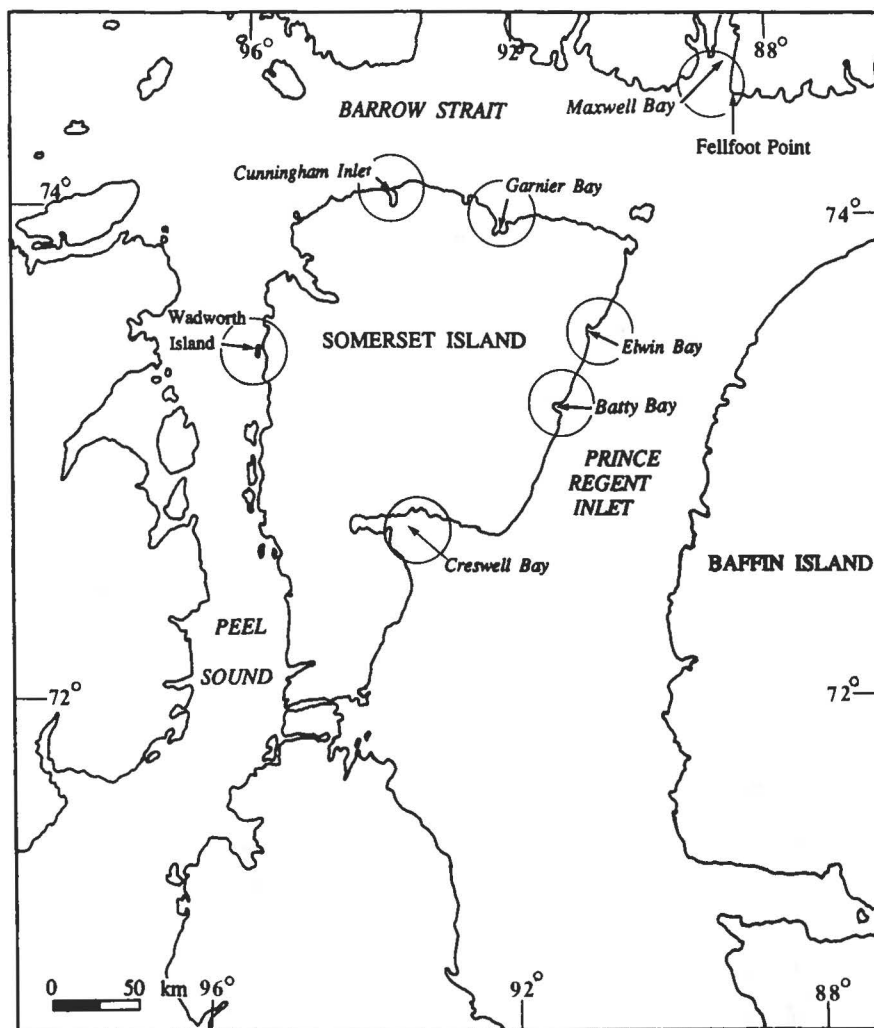 96°
92°
88°
Maxwell Bay
BARROW STRAIT
Fellfoot Point
Cunningham Inlet
Garnier Bay
74°
74°
Wadworth
Island
SOMERSET ISLAND
Elwin Bay
Batty Bay
PRINCE
REGENT
INLET
Creswell Bay
BAFFIN ISLAND
PEEL
SOUND
72°
72°
0 50 km
96°
92°
88°